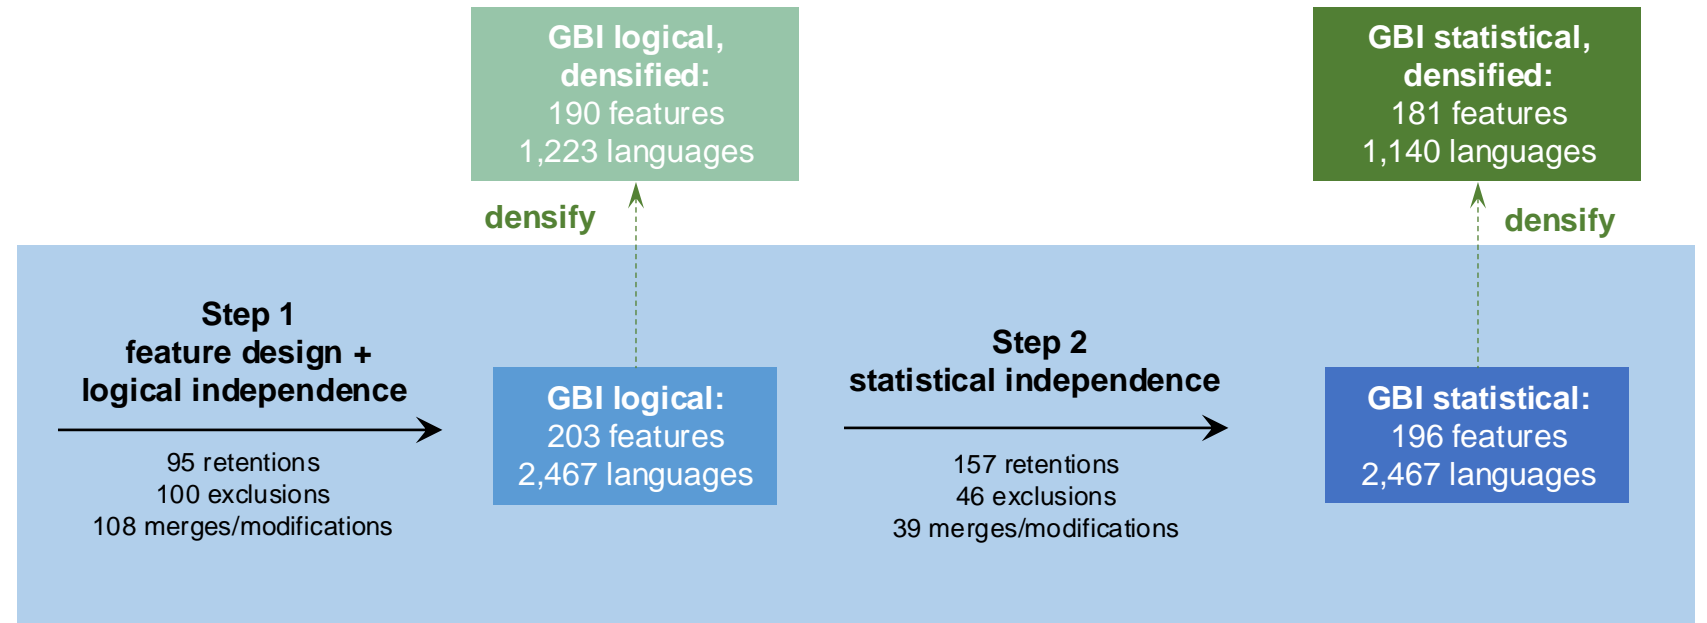 GBI logical,
densified:
190 features
1,223 languages
GBI statistical,
densified:
181 features
1,140 languages
densify
densify
Step 1
feature design +
logical independence
95 retentions
100 exclusions
108 merges/modifications
GBI logical:
203 features
2,467 languages
Step 2
statistical independence
157 retentions
46 exclusions
39 merges/modifications
GBI statistical:
196 features
2,467 languages